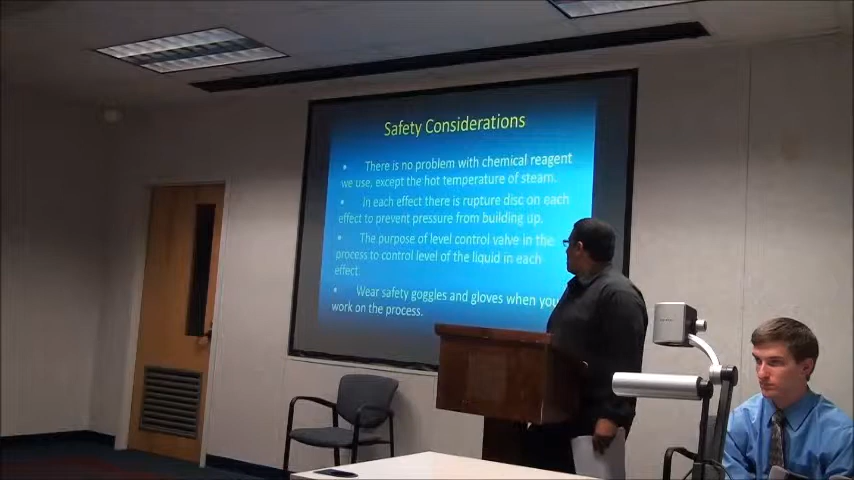 Safety Considerations
• There is no problem with chemical reagent
we use, except the hot temperature of steam.
• In each effect there is rupture disc on each
effect to prevent pressure from building up.
• The purpose of level control valve in the
process to control level of the liquid in each
effect.
• Wear safety goggles and gloves when you
work on the process.